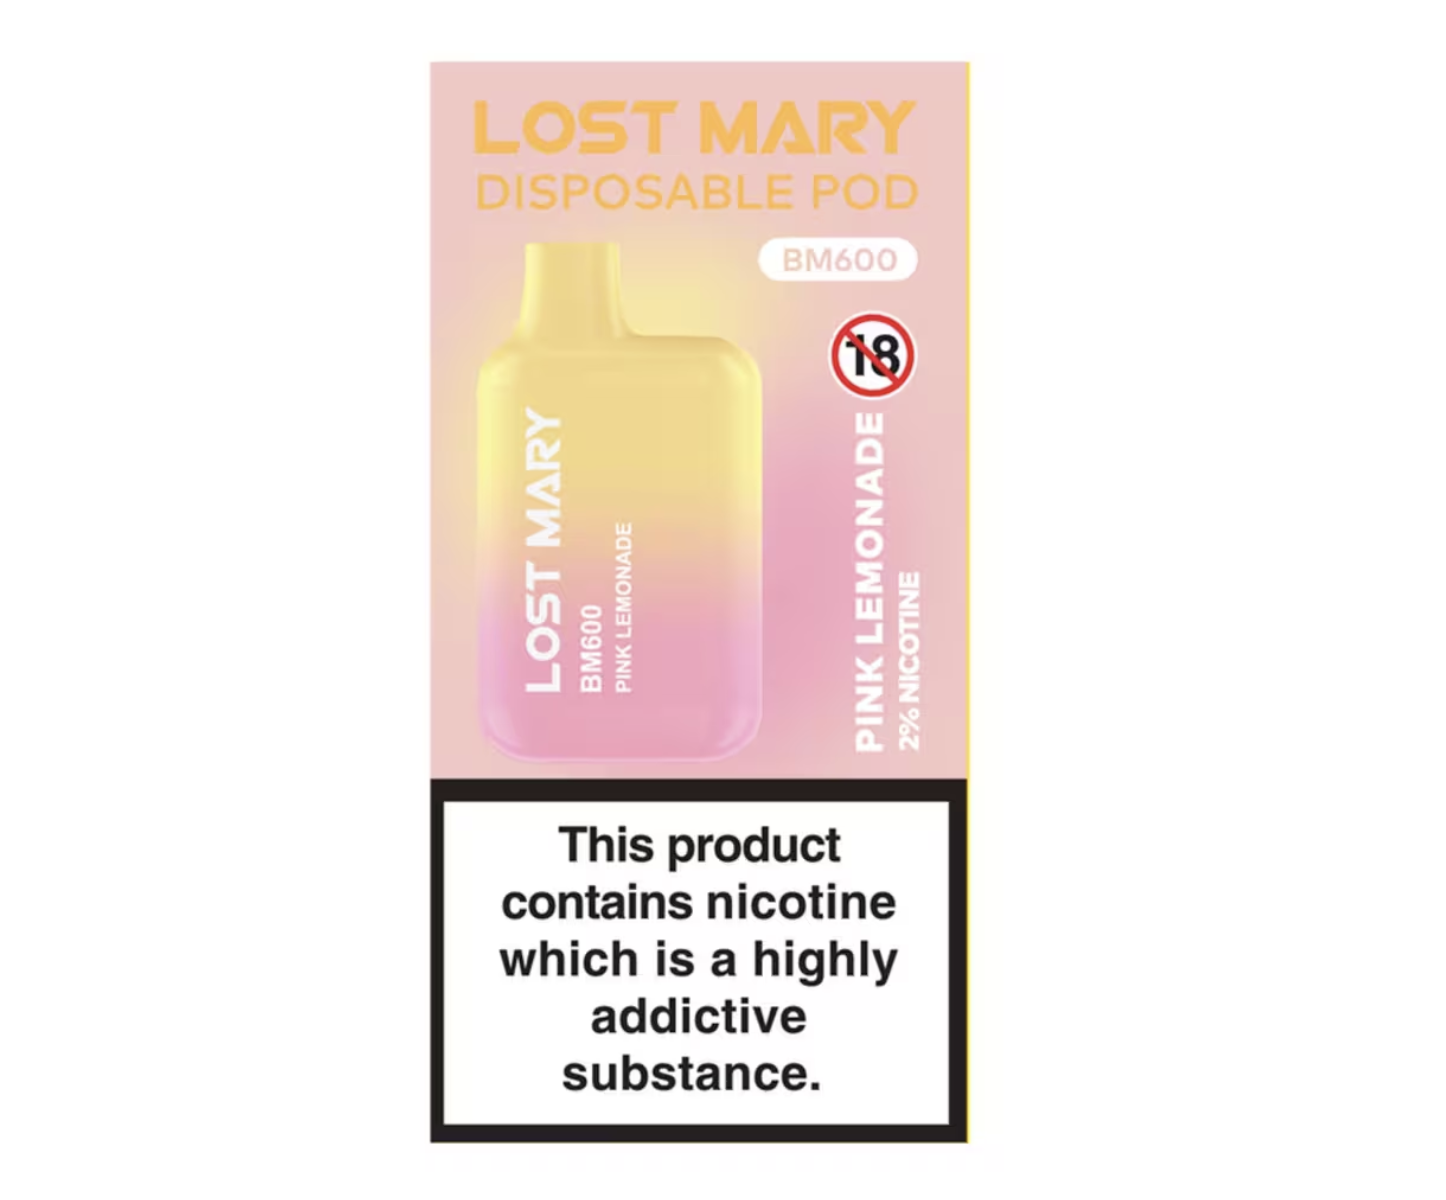 LOST MARY
DISPOSABLE POD
BM600
18
LOST MARY
BM600
PINK LEMONADE
PINK LEMONADE
2% NICOTINE
This product
contains nicotine
which is a highly
addictive
substance.